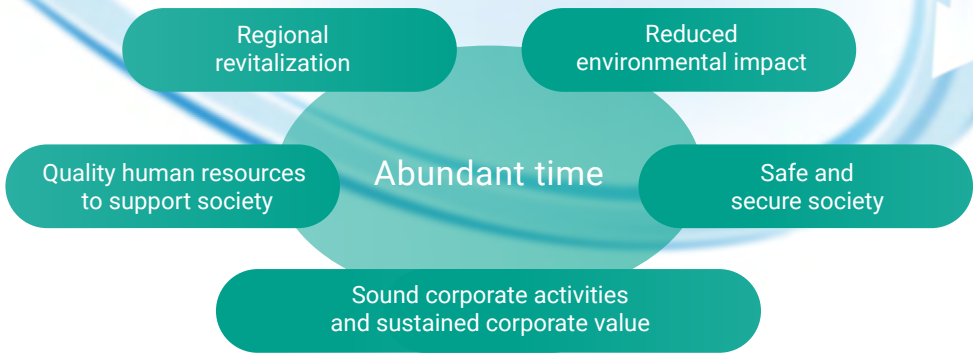 Regional
revitalization
Reduced
environmental impact
Quality human resources
to support society
Abundant time
Safe and
secure society
Sound corporate activities
and sustained corporate value